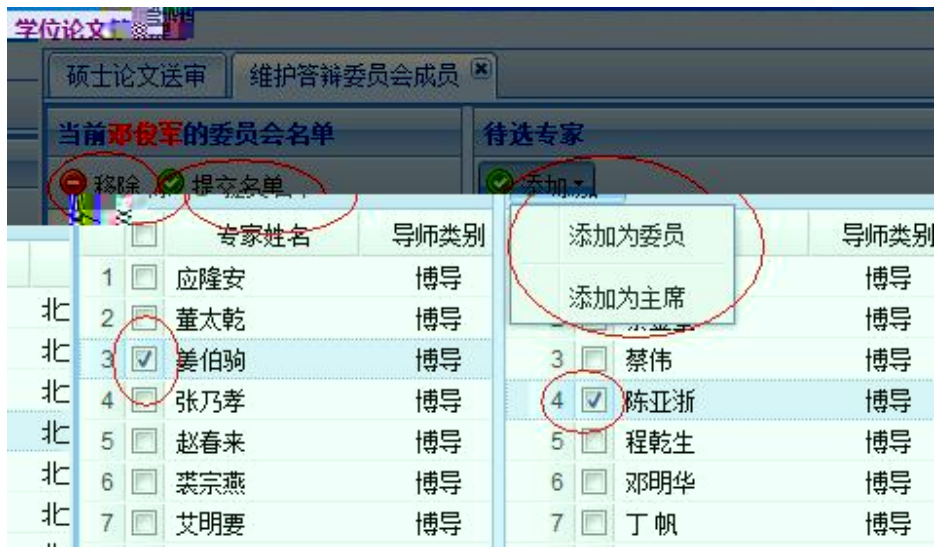 学位论文
硕士论文送审 维护答辩委员会成员
当前邓俊军的委员会名单 待选专家
移除 提交名单 添加
专家姓名 导师类别 添加为委员 导师类别
1 应隆安 博导 博导
北 2 董太乾 博导 添加为主席 博导
北 3 姜伯驹 博导 3 蔡伟 博导
北 4 张乃孝 博导 4 陈亚浙 博导
北 5 赵春来 博导 5 程乾生 博导
北 6 裘宗燕 博导 6 邓明华 博导
北 7 艾明要 博导 7 丁帆 博导